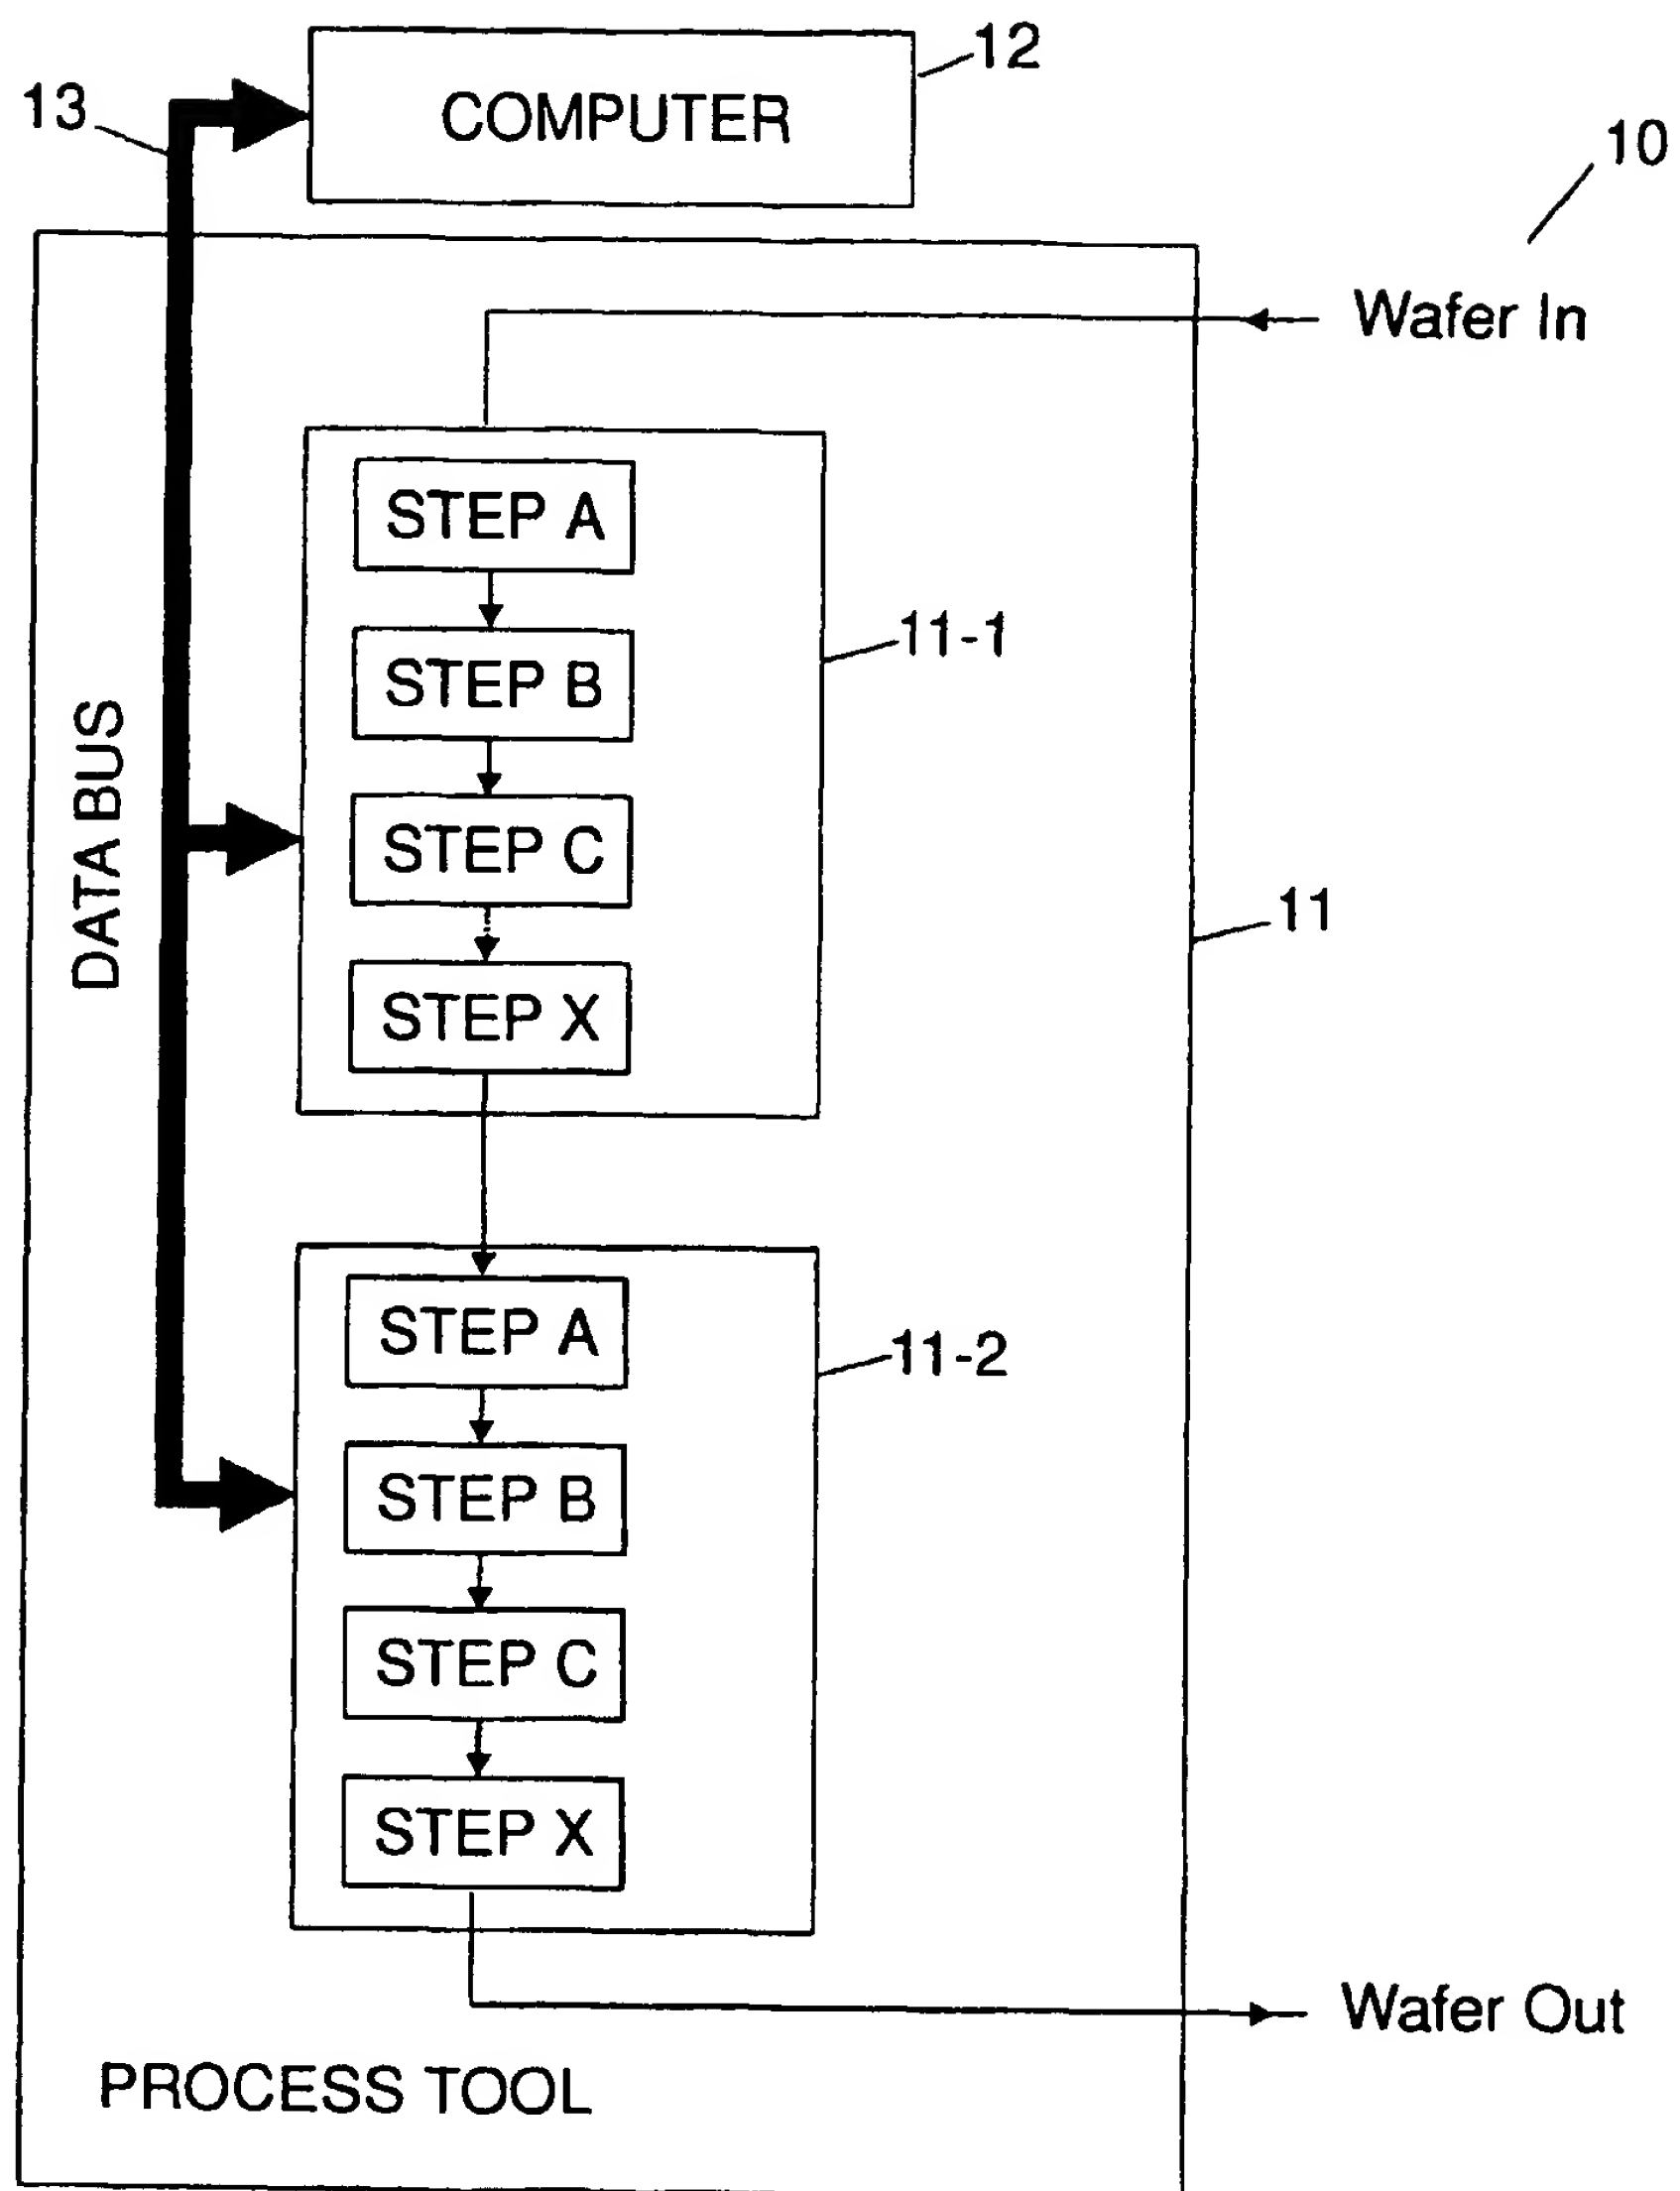 12
COMPUTER
13
10
Wafer In
STEP A
STEP B
11-1
DATA BUS
STEP C
11
STEP X
STEP A
11-2
STEP B
STEP C
STEP X
Wafer Out
PROCESS TOOL